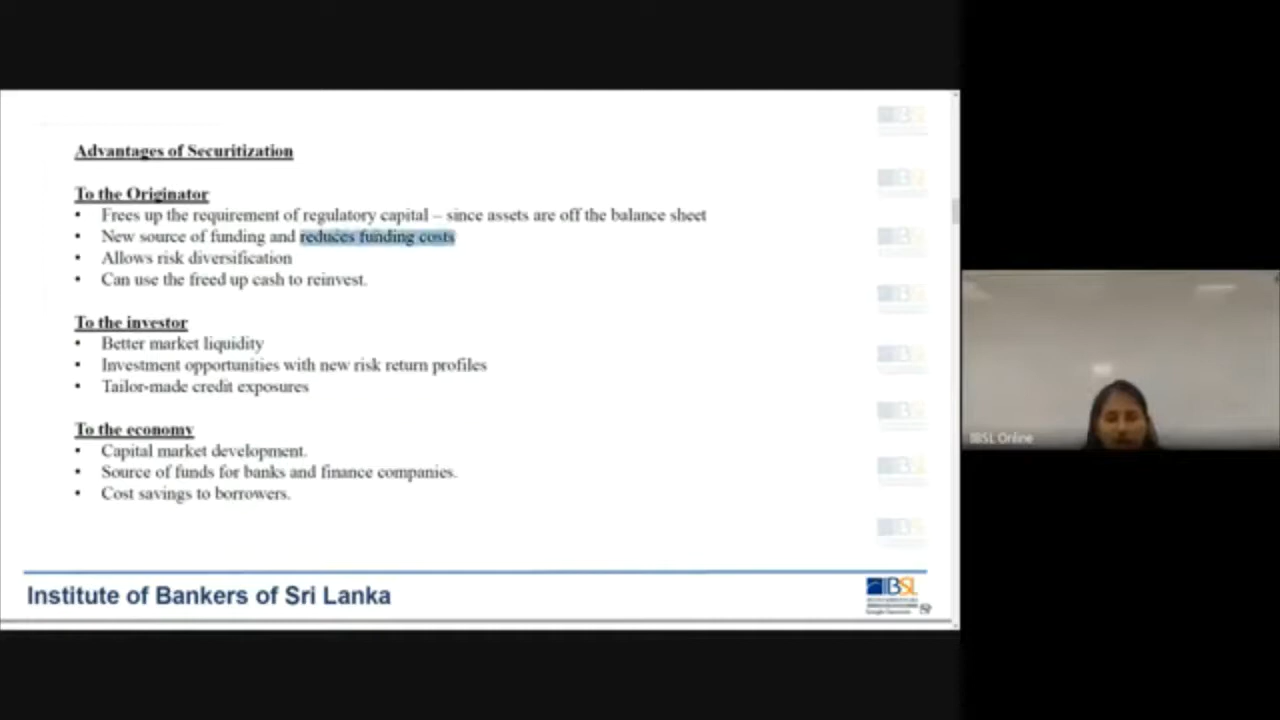 Advantages of Securitization
To the Originator
• Frees up the requirement of regulatory capital – since assets are off the balance sheet
• New source of funding and reduces funding costs
• Allows risk diversification
• Can use the freed up cash to reinvest.
To the investor
• Better market liquidity
• Investment opportunities with new risk return profiles
• Tailor-made credit exposures
To the economy
• Capital market development.
• Source of funds for banks and finance companies.
• Cost savings to borrowers.
Institute of Bankers of Sri Lanka
IBSL
IBSL Online